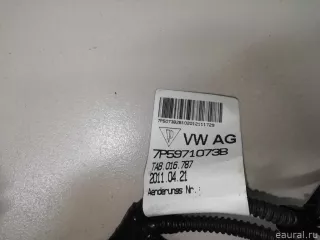 VW AG
7P5971073B
TAB 016.787
2011.04.21
Aenderungs Nr.:
© eaural.ru